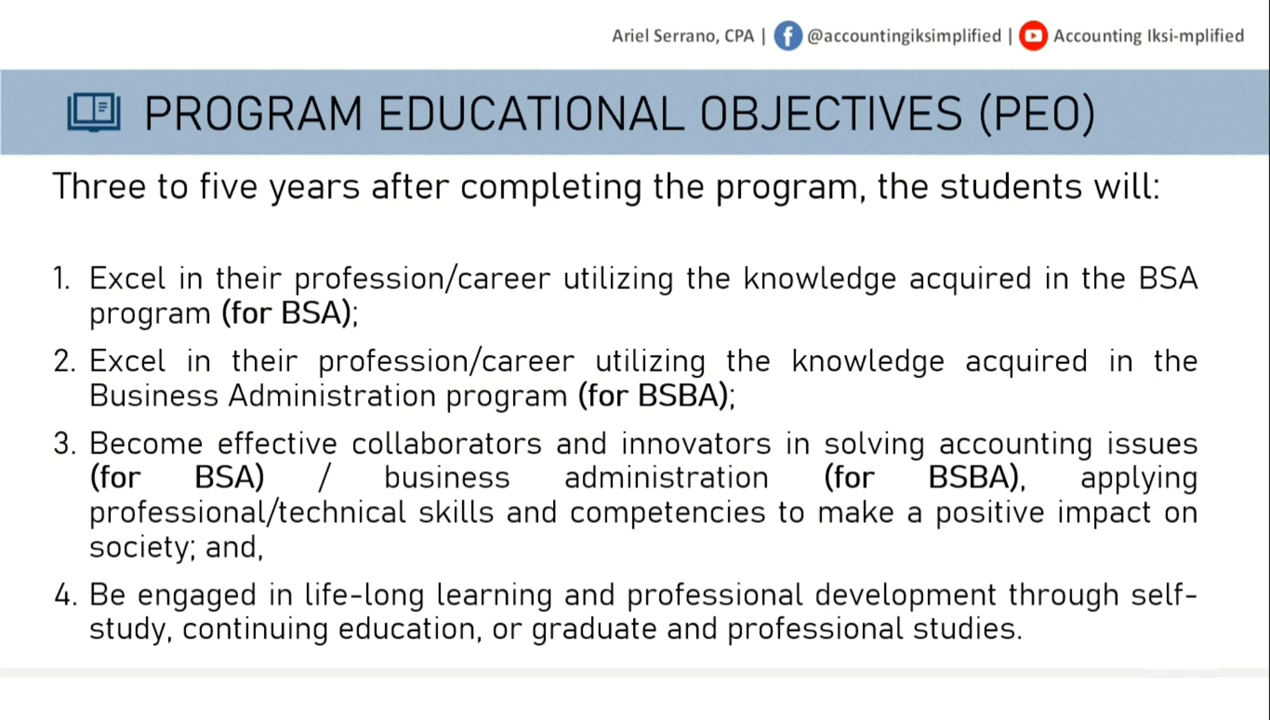 Ariel Serrano, CPA | @accountingiksimplified | Accounting Iksi-mplified
PROGRAM EDUCATIONAL OBJECTIVES (PEO)
Three to five years after completing the program, the students will:
1. Excel in their profession/career utilizing the knowledge acquired in the BSA
program (for BSA);
2. Excel in their profession/career utilizing the knowledge acquired in the
Business Administration program (for BSBA);
3. Become effective collaborators and innovators in solving accounting issues
(for BSA) / business administration (for BSBA), applying
professional/technical skills and competencies to make a positive impact on
society; and,
4. Be engaged in life-long learning and professional development through self-
study, continuing education, or graduate and professional studies.